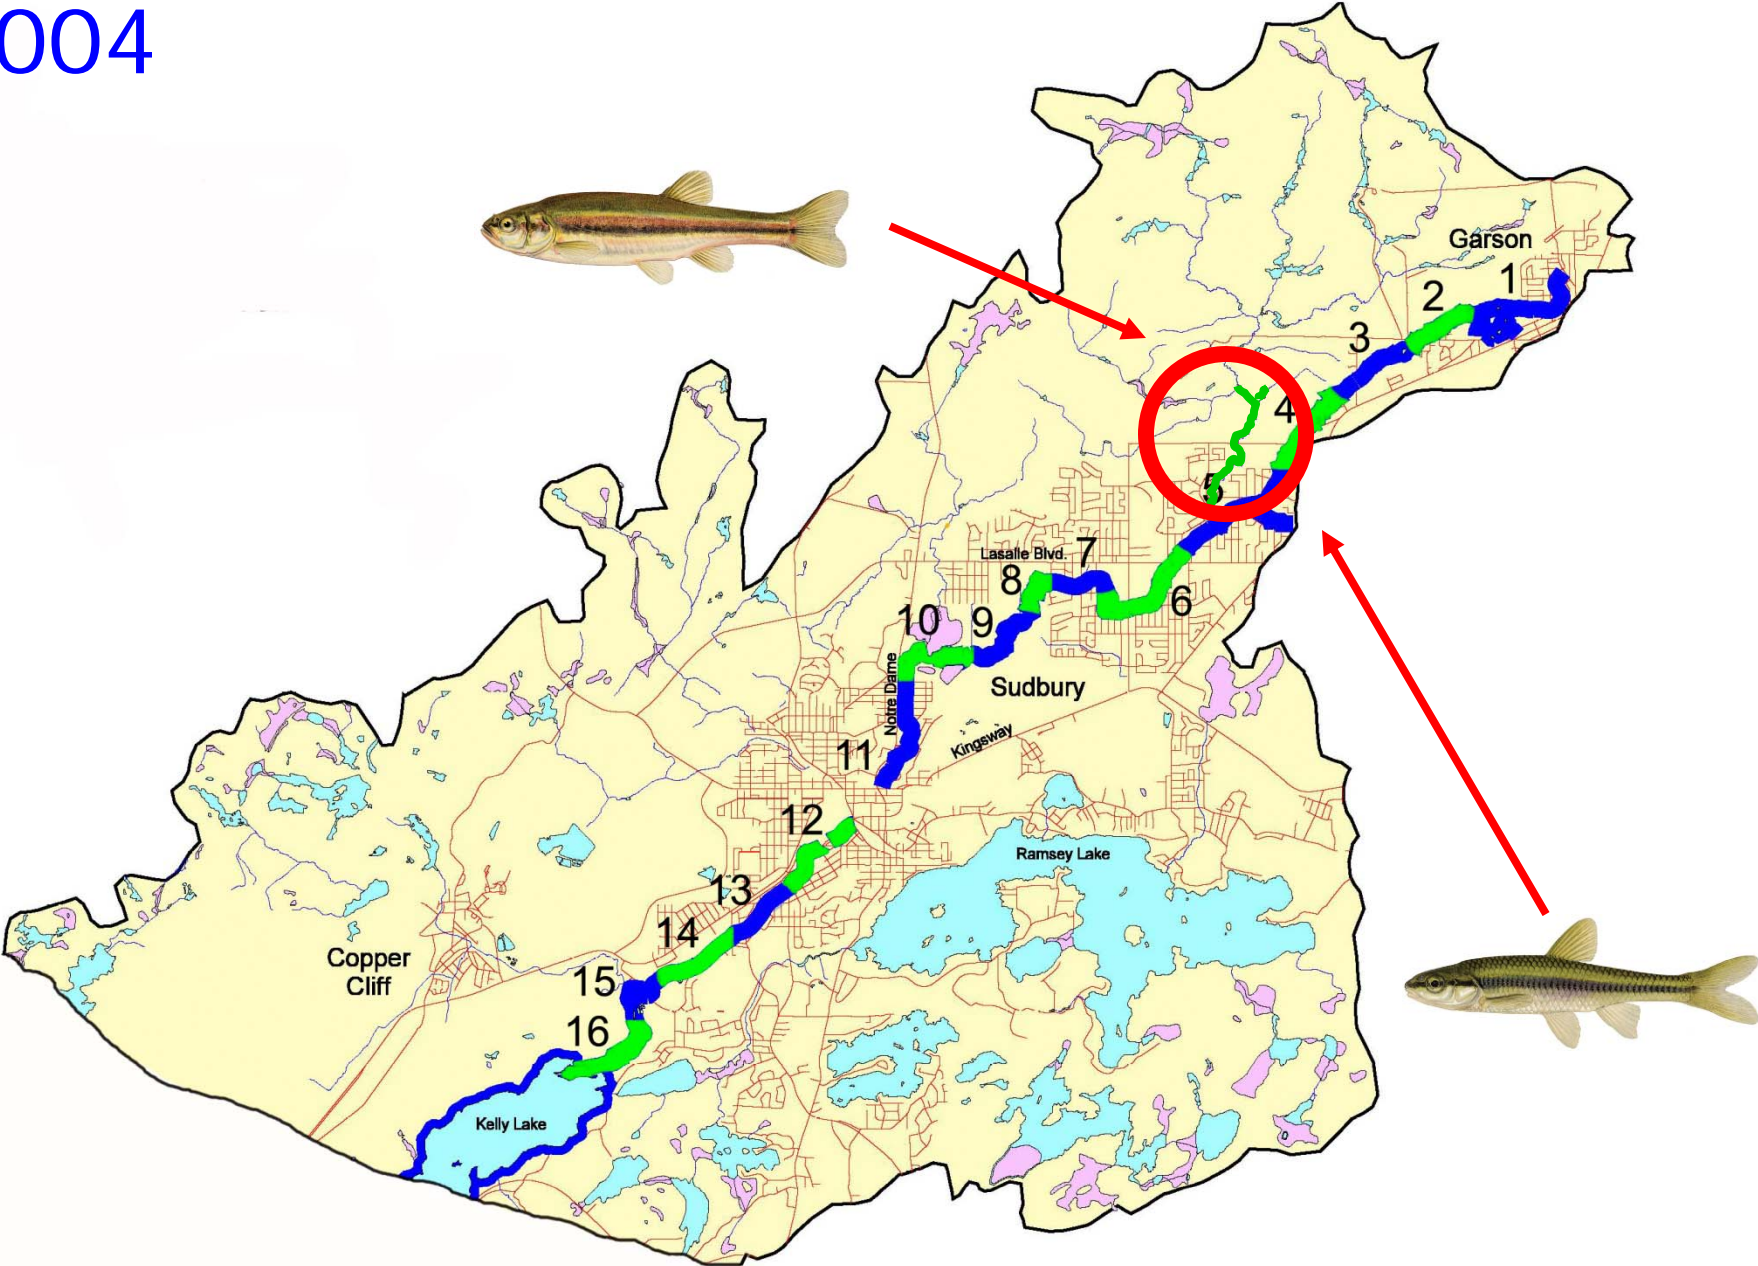 004
Garson
1
2
3
4
5
Lasalle Blvd.
7
8
6
10
9
Notre Dame
Sudbury
Kingsway
11
12
Ramsey Lake
13
14
Copper
Cliff
15
16
Kelly Lake